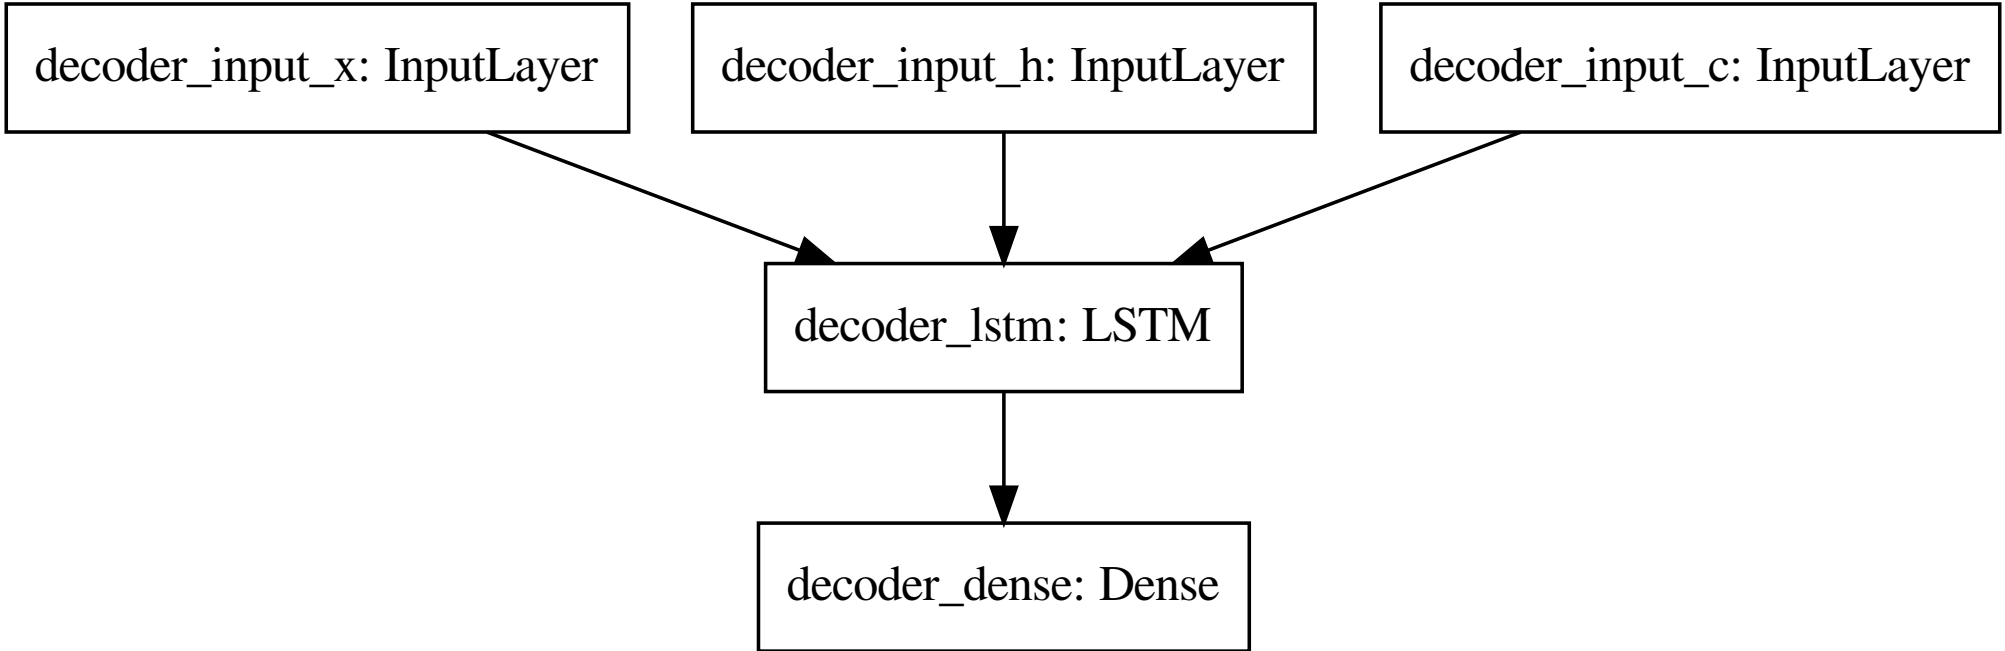 decoder_input_x: InputLayer
decoder_input_h: InputLayer
decoder_input_c: InputLayer
decoder_lstm: LSTM
decoder_dense: Dense